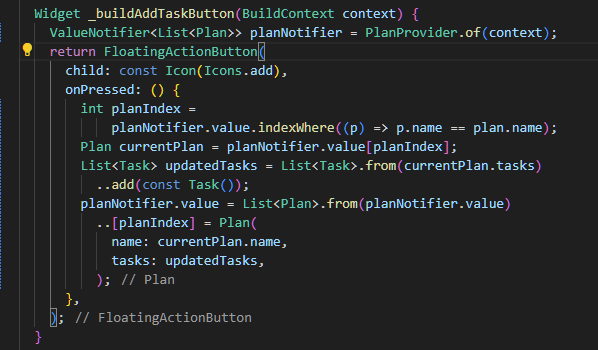 Widget _buildAddTaskButton(BuildContext context) {
  ValueNotifier<List<Plan>> planNotifier = PlanProvider.of(context);
  return FloatingActionButton(
    child: const Icon(Icons.add),
    onPressed: () {
      int planIndex =
          planNotifier.value.indexWhere((p) => p.name == plan.name);
      Plan currentPlan = planNotifier.value[planIndex];
      List<Task> updatedTasks = List<Task>.from(currentPlan.tasks)
        ..add(const Task());
      planNotifier.value = List<Plan>.from(planNotifier.value)
        ..[planIndex] = Plan(
          name: currentPlan.name,
          tasks: updatedTasks,
        ); // Plan
    },
  ); // FloatingActionButton
}